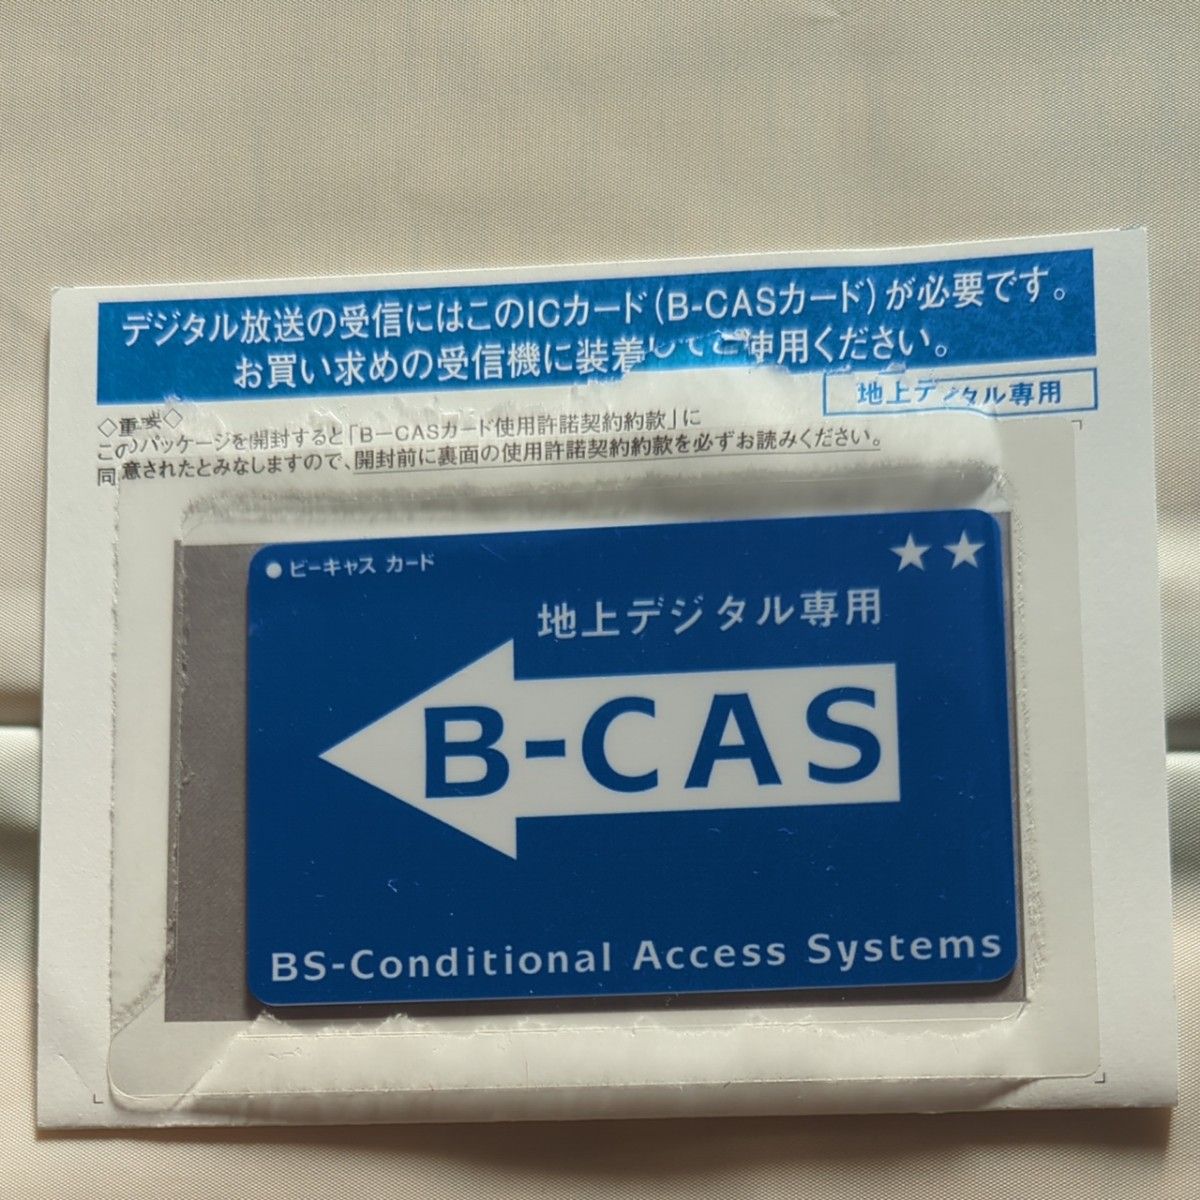 デジタル放送の受信にはこのICカード(B-CASカード)が必要です。
お買い求めの受信機に装着してご使用ください。
地上デジタル専用
◇重要◇
このパッケージを開封すると「B-CASカード使用許諾契約約款」に
同意されたとみなしますので、開封前に裏面の使用許諾契約約款を必ずお読みください。
●ビーキャス カード
★★
地上デジタル専用
B-CAS
BS-Conditional Access Systems